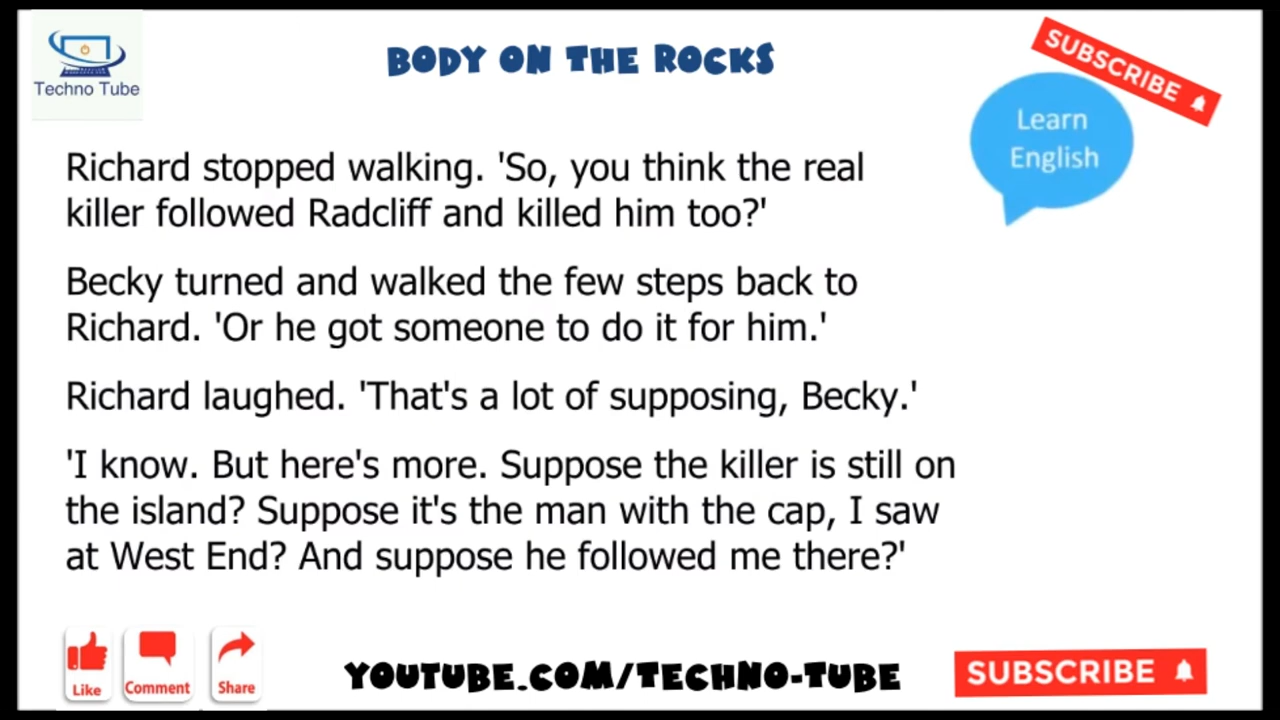 Techno Tube
BODY ON THE ROCKS
SUBSCRIBE
Learn
English
Richard stopped walking. 'So, you think the real
killer followed Radcliff and killed him too?'
Becky turned and walked the few steps back to
Richard. 'Or he got someone to do it for him.'
Richard laughed. 'That's a lot of supposing, Becky.'
'I know. But here's more. Suppose the killer is still on
the island? Suppose it's the man with the cap, I saw
at West End? And suppose he followed me there?'
Like
Comment
Share
YOUTUBE.COM/TECHNO-TUBE
SUBSCRIBE